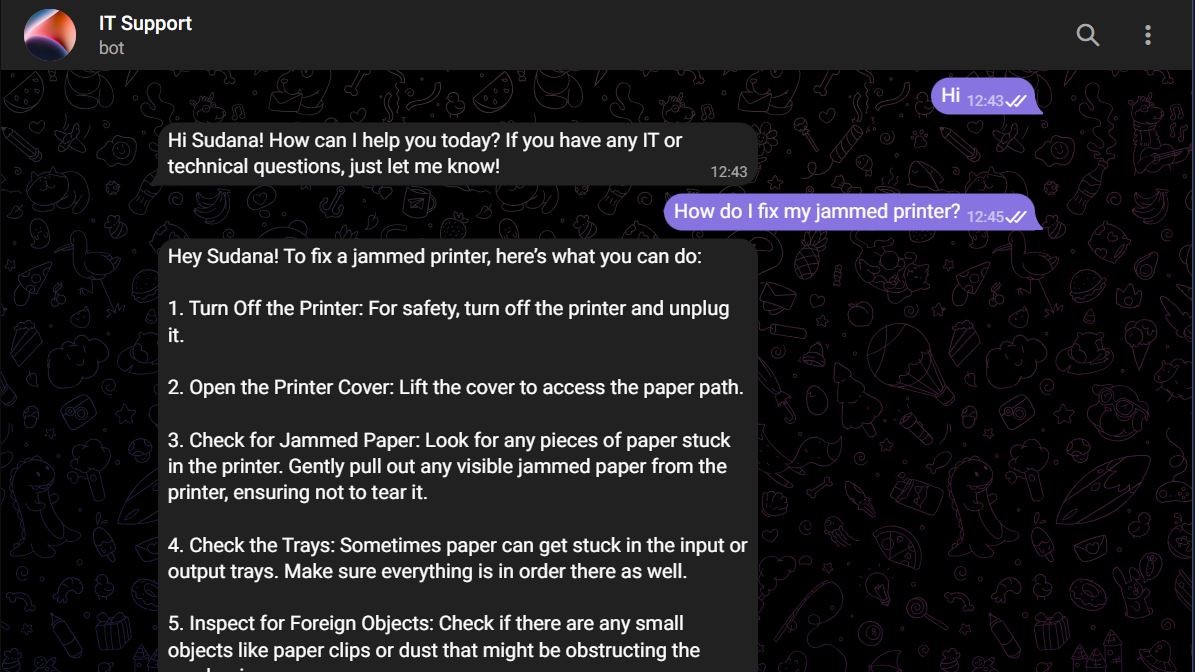 IT Support
bot
Hi 12:43
Hi Sudana! How can I help you today? If you have any IT or
technical questions, just let me know!
12:43
How do I fix my jammed printer? 12:45
Hey Sudana! To fix a jammed printer, here’s what you can do:
1. Turn Off the Printer: For safety, turn off the printer and unplug
it.
2. Open the Printer Cover: Lift the cover to access the paper path.
3. Check for Jammed Paper: Look for any pieces of paper stuck
in the printer. Gently pull out any visible jammed paper from the
printer, ensuring not to tear it.
4. Check the Trays: Sometimes paper can get stuck in the input or
output trays. Make sure everything is in order there as well.
5. Inspect for Foreign Objects: Check if there are any small
objects like paper clips or dust that might be obstructing the